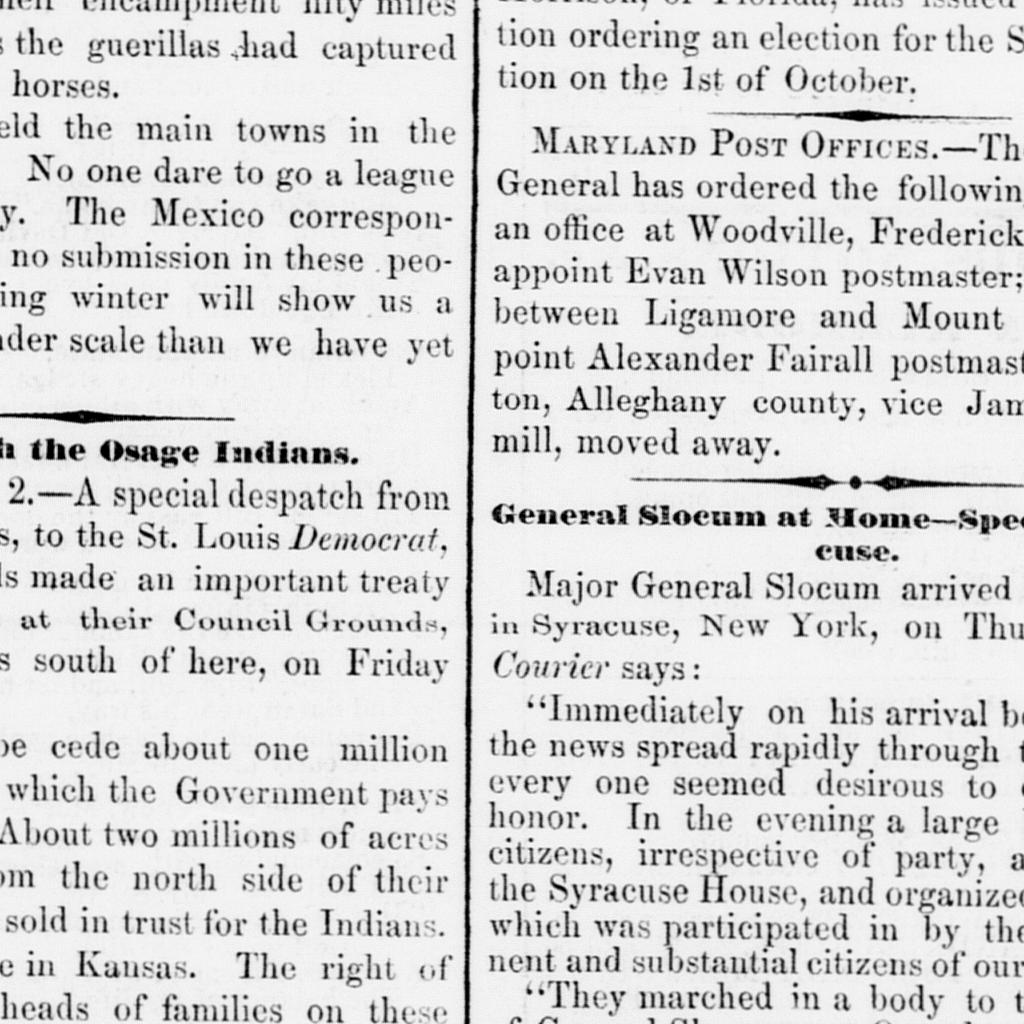 encampment fifty miles
the guerillas had captured
horses.
eld the main towns in the
No one dare to go a league
y. The Mexico correspon-
no submission in these peo-
ing winter will show us a
nder scale than we have yet
h the Osage Indians.
2.—A special despatch from
s, to the St. Louis Democrat,
ls made an important treaty
at their Council Grounds,
s south of here, on Friday
be cede about one million
which the Government pays
About two millions of acres
om the north side of their
sold in trust for the Indians.
e in Kansas. The right of
heads of families on these
of Florida, has issued
tion ordering an election for the S
tion on the 1st of October.
MARYLAND POST OFFICES.—Th
General has ordered the followin
an office at Woodville, Frederick
appoint Evan Wilson postmaster;
between Ligamore and Mount
point Alexander Fairall postmast
ton, Alleghany county, vice Jam
mill, moved away.
General Slocum at Home—Spe
cuse.
Major General Slocum arrived
in Syracuse, New York, on Thu
Courier says:
"Immediately on his arrival b
the news spread rapidly through t
every one seemed desirous to
honor. In the evening a large
citizens, irrespective of party, a
the Syracuse House, and organized
which was participated in by the
nent and substantial citizens of our
"They marched in a body to t